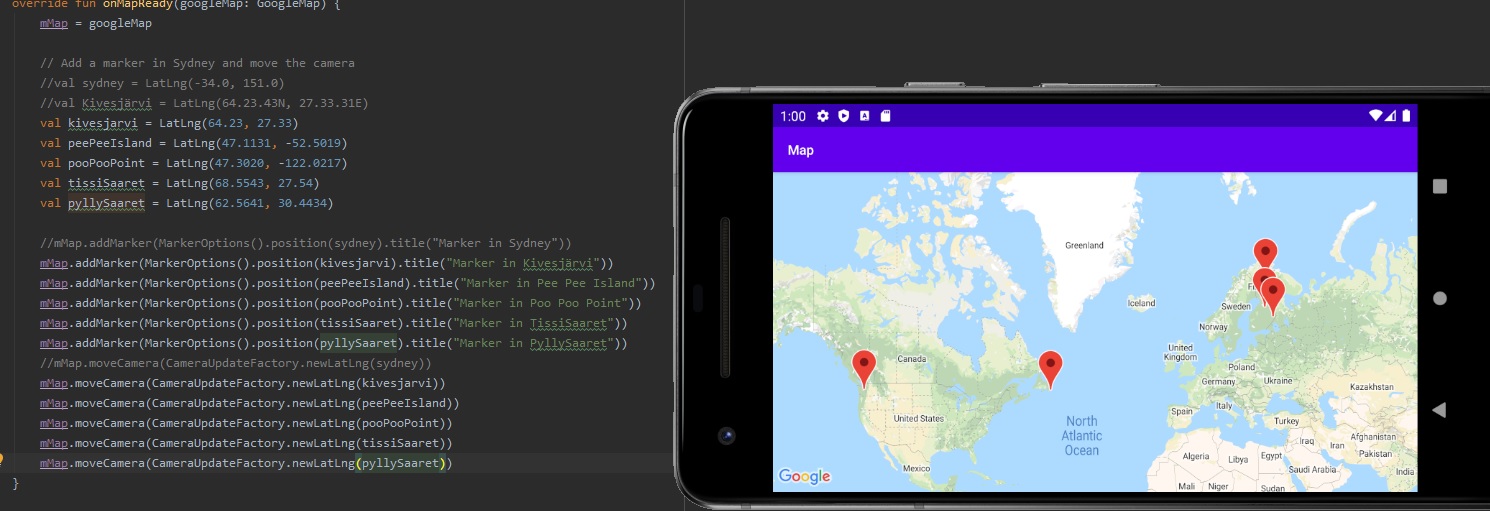 override fun onMapReady(googleMap: GoogleMap) {
mMap = googleMap
// Add a marker in Sydney and move the camera
//val sydney = LatLng(-34.0, 151.0)
//val Kivesjärvi = LatLng(64.23.43N, 27.33.31E)
val kivesjarvi = LatLng(64.23, 27.33)
val peePeeIsland = LatLng(47.1131, -52.5019)
val pooPooPoint = LatLng(47.3020, -122.0217)
val tissiSaaret = LatLng(68.5543, 27.54)
val pyllySaaret = LatLng(62.5641, 30.4434)
//mMap.addMarker(MarkerOptions().position(sydney).title("Marker in Sydney"))
mMap.addMarker(MarkerOptions().position(kivesjarvi).title("Marker in Kivesjärvi"))
mMap.addMarker(MarkerOptions().position(peePeeIsland).title("Marker in Pee Pee Island"))
mMap.addMarker(MarkerOptions().position(pooPooPoint).title("Marker in Poo Poo Point"))
mMap.addMarker(MarkerOptions().position(tissiSaaret).title("Marker in TissiSaaret"))
mMap.addMarker(MarkerOptions().position(pyllySaaret).title("Marker in PyllySaaret"))
//mMap.moveCamera(CameraUpdateFactory.newLatLng(sydney))
mMap.moveCamera(CameraUpdateFactory.newLatLng(kivesjarvi))
mMap.moveCamera(CameraUpdateFactory.newLatLng(peePeeIsland))
mMap.moveCamera(CameraUpdateFactory.newLatLng(pooPooPoint))
mMap.moveCamera(CameraUpdateFactory.newLatLng(tissiSaaret))
mMap.moveCamera(CameraUpdateFactory.newLatLng(pyllySaaret))
}
1:00
A
Map
Greenland
Iceland
Sweden
Norway
Canada
United
Kingdom
Poland
Germany
Ukraine
Kazakhstan
United States
Spain
Italy
Turkey
North
Atlantic
Ocean
Iraq
Iran
Afghanistan
Pakistan
Algeria
Libya
Egypt
Saudi Arabia
India
Mexico
Mali
Niger
Sudan
Google